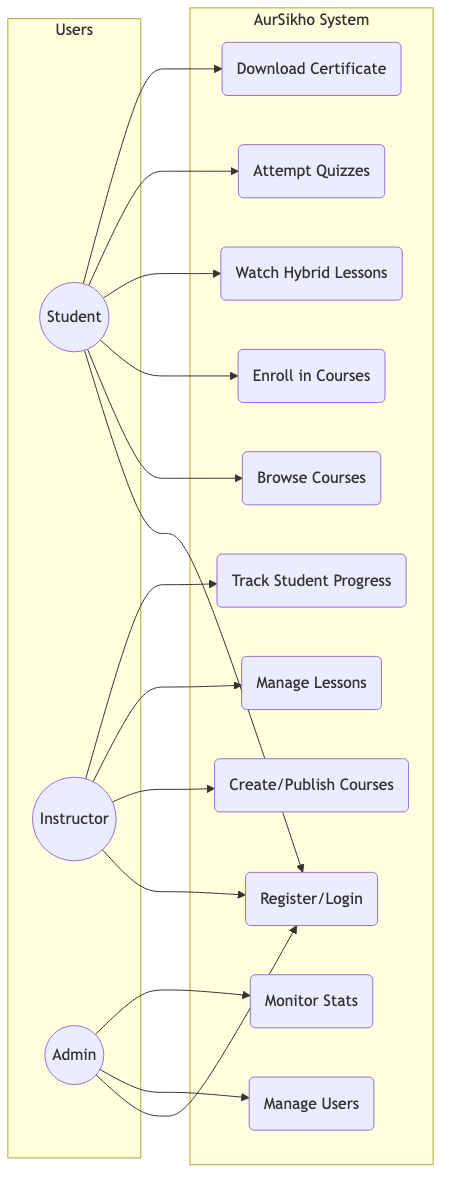 Users
AurSikho System
Download Certificate
Attempt Quizzes
Watch Hybrid Lessons
Student
Enroll in Courses
Browse Courses
Track Student Progress
Manage Lessons
Create/Publish Courses
Instructor
Register/Login
Monitor Stats
Admin
Manage Users